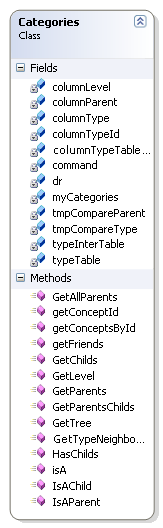 Categories
Class
Fields
columnLevel
columnParent
columnType
columnTypeId
columnTypeTable...
command
dr
myCategories
tmpCompareParent
tmpCompareType
typeInterTable
typeTable
Methods
GetAllParents
getConceptId
getConceptsById
getFriends
GetChilds
GetLevel
GetParents
GetParentsChilds
GetTree
GetTypeNeighbo...
HasChilds
isA
IsAChild
IsAParent